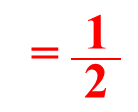 = 1/2